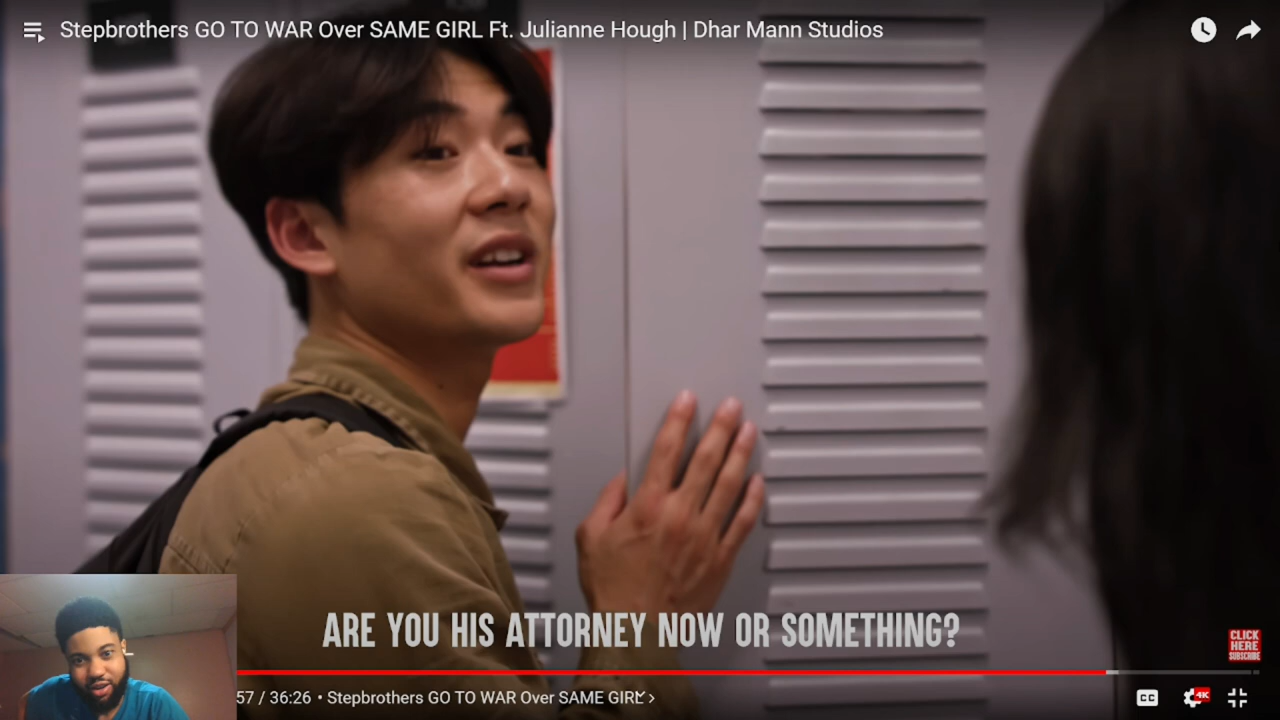 Stepbrothers GO TO WAR Over SAME GIRL Ft. Julianne Hough | Dhar Mann Studios
ARE YOU HIS ATTORNEY NOW OR SOMETHING?
CLICK
HERE
SUBSCRIBE
57 / 36:26 • Stepbrothers GO TO WAR Over SAME GIRL
CC
4K